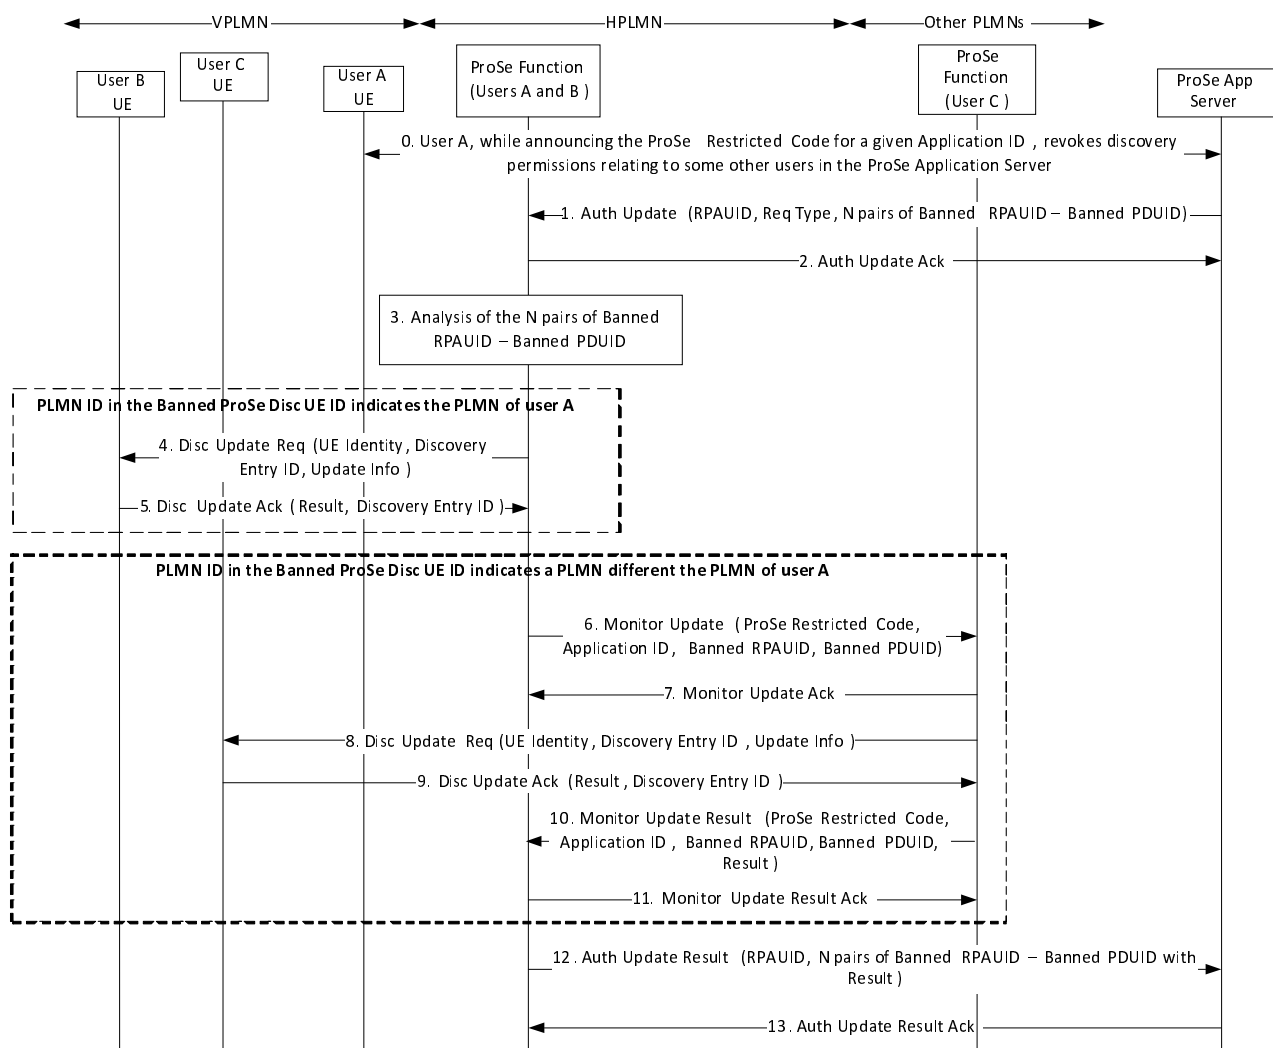 VPLMN
HPLMN
Other PLMNs
User B
UE
User C
UE
User A
UE
ProSe Function
(Users A and B )
ProSe
Function
(User C )
ProSe App
Server
0. User A, while announcing the ProSe Restricted Code for a given Application ID , revokes discovery
permissions relating to some other users in the ProSe Application Server
1. Auth Update (RPAUID, Req Type, N pairs of Banned RPAUID – Banned PDUID)
2. Auth Update Ack
3. Analysis of the N pairs of Banned
RPAUID – Banned PDUID
PLMN ID in the Banned ProSe Disc UE ID indicates the PLMN of user A
4. Disc Update Req (UE Identity , Discovery
Entry ID, Update Info )
5. Disc Update Ack ( Result, Discovery Entry ID )
PLMN ID in the Banned ProSe Disc UE ID indicates a PLMN different the PLMN of user A
6. Monitor Update ( ProSe Restricted Code,
Application ID , Banned RPAUID, Banned PDUID)
7. Monitor Update Ack
8. Disc Update Req (UE Identity , Discovery Entry ID , Update Info )
9. Disc Update Ack (Result , Discovery Entry ID )
10. Monitor Update Result (ProSe Restricted Code,
Application ID , Banned RPAUID, Banned PDUID,
Result )
11. Monitor Update Result Ack
12 . Auth Update Result (RPAUID, N pairs of Banned RPAUID – Banned PDUID with
Result )
13 . Auth Update Result Ack